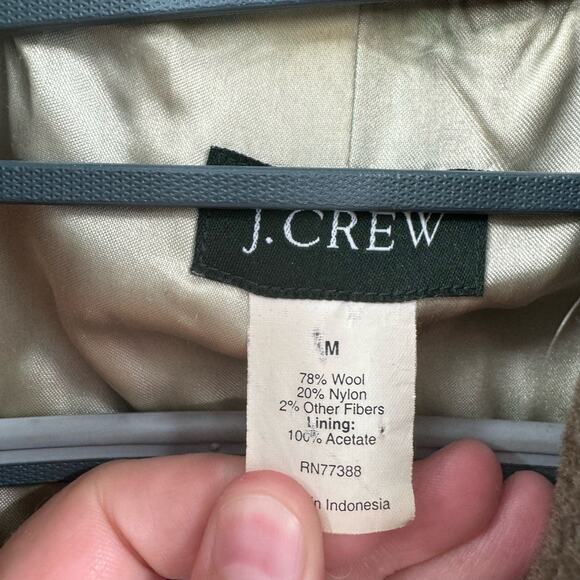 J.CREW
M
78% Wool
20% Nylon
2% Other Fibers
Lining:
100% Acetate
RN77388
in Indonesia